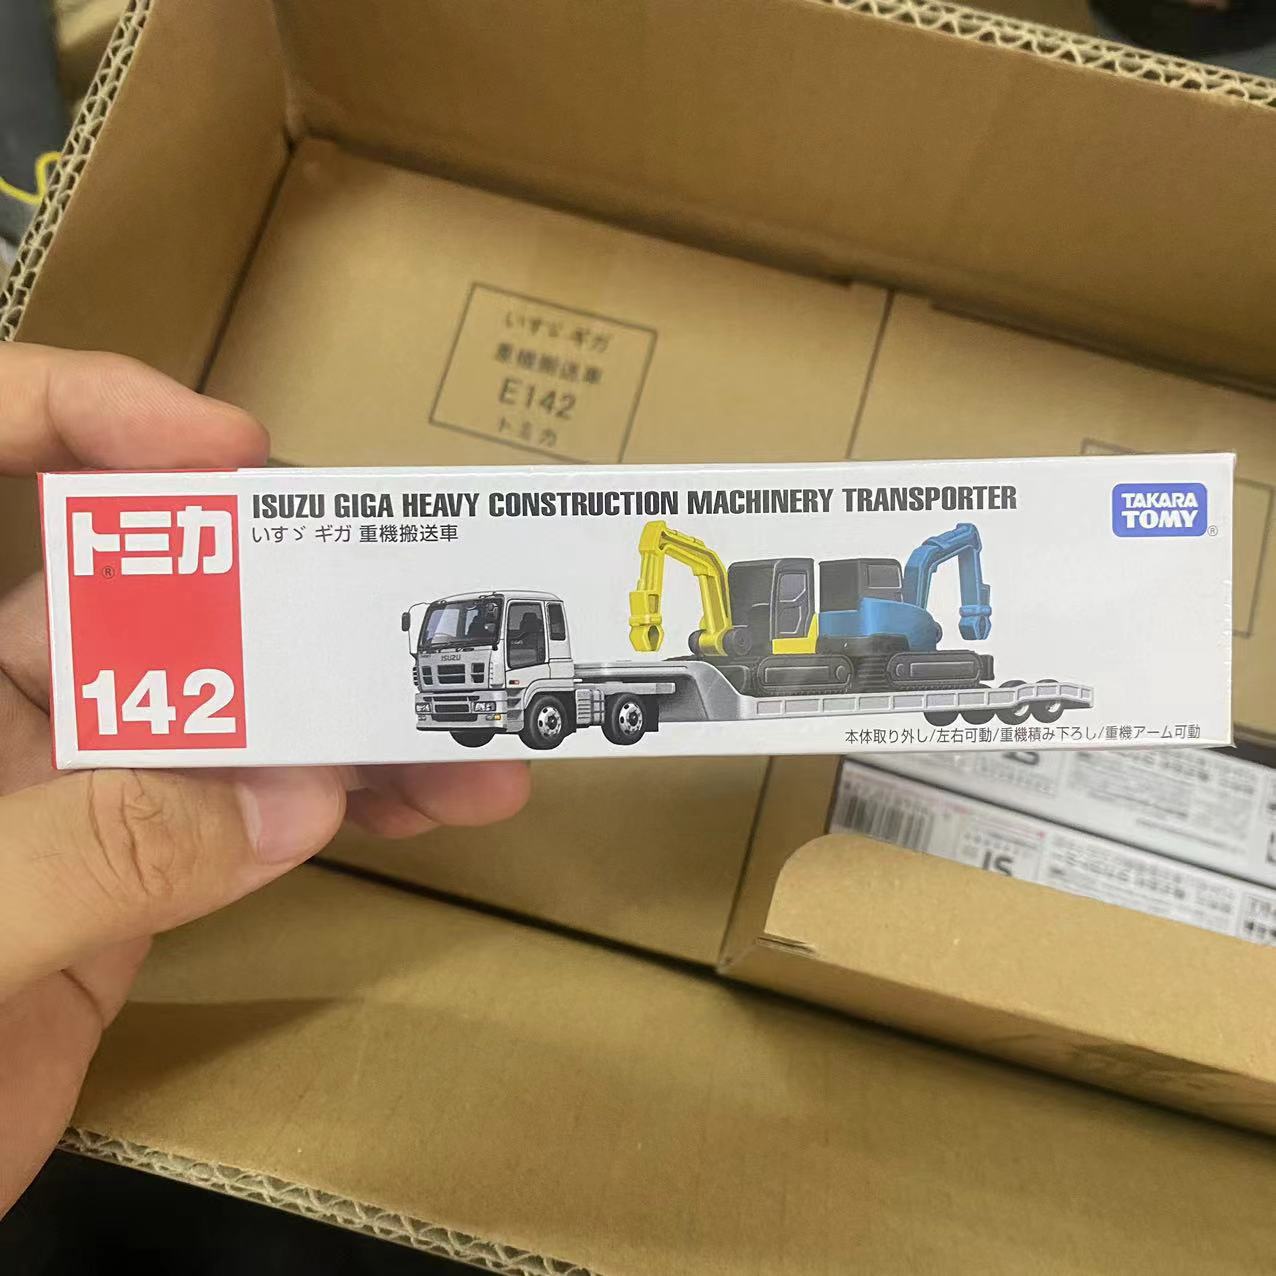 いすゞ ギガ
重機搬送車
E142
トミカ
トミカ
®
142
ISUZU GIGA HEAVY CONSTRUCTION MACHINERY TRANSPORTER
いすゞ ギガ 重機搬送車
TAKARA
TOMY
®
ISUZU
本体取り外し/左右可動/重機積み下ろし/重機アーム可動